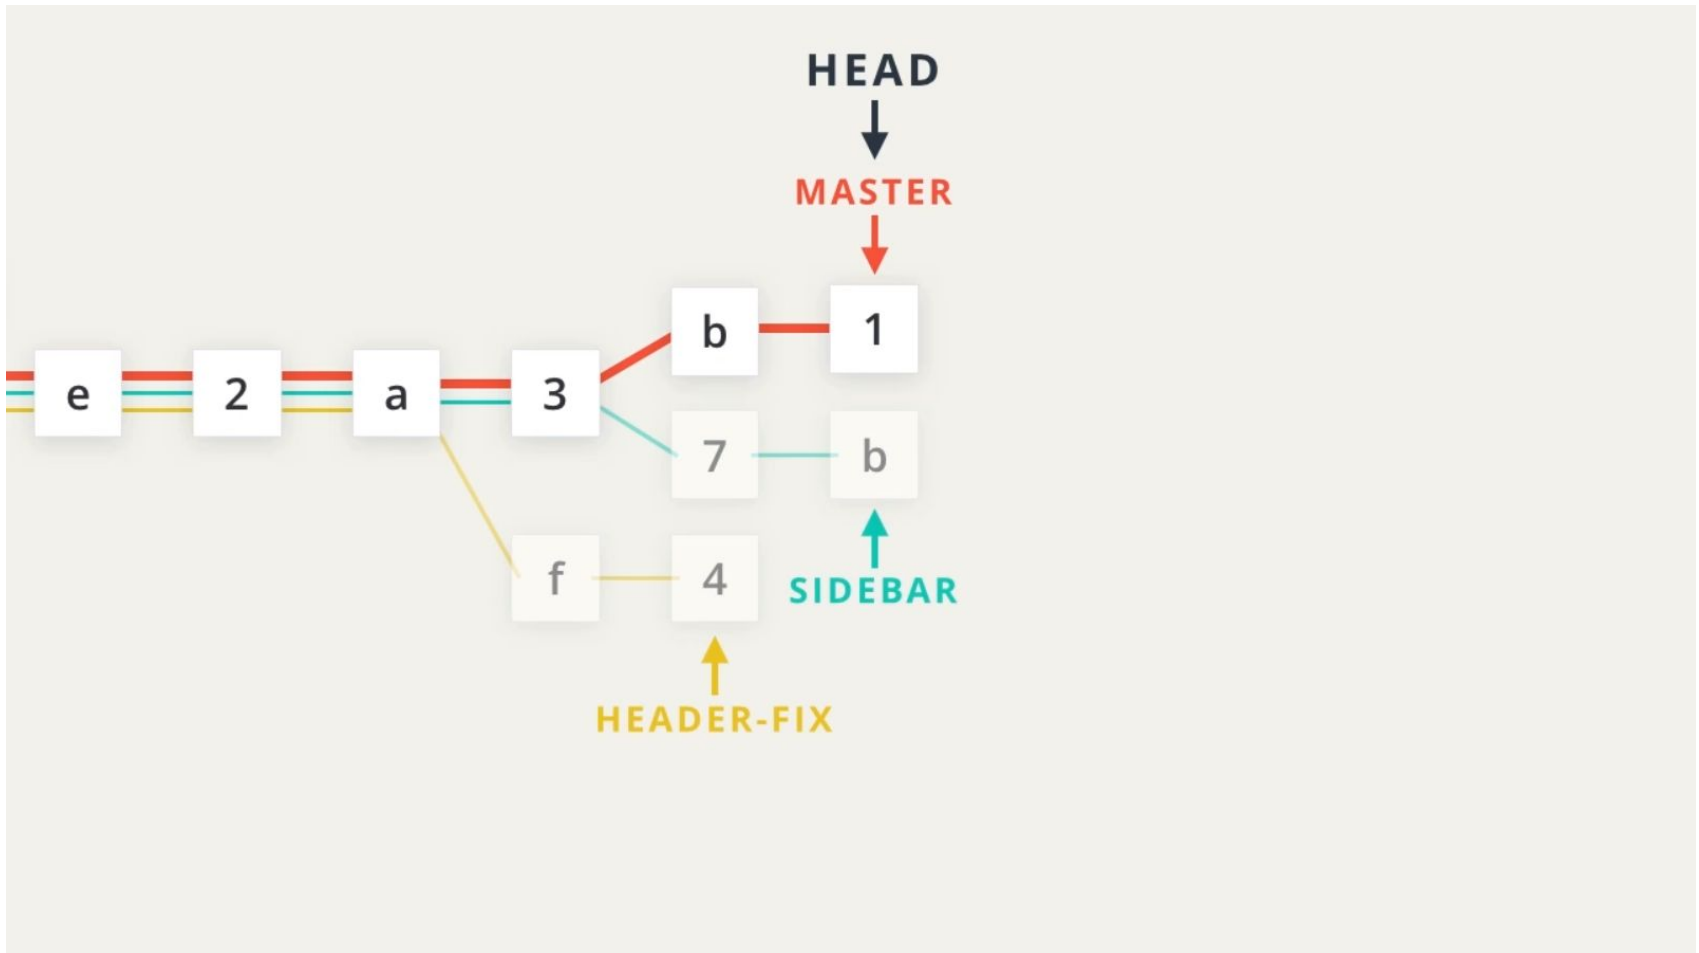 HEAD
MASTER
b 1
e 2 a 3
7 b
f 4
SIDEBAR
HEADER-FIX